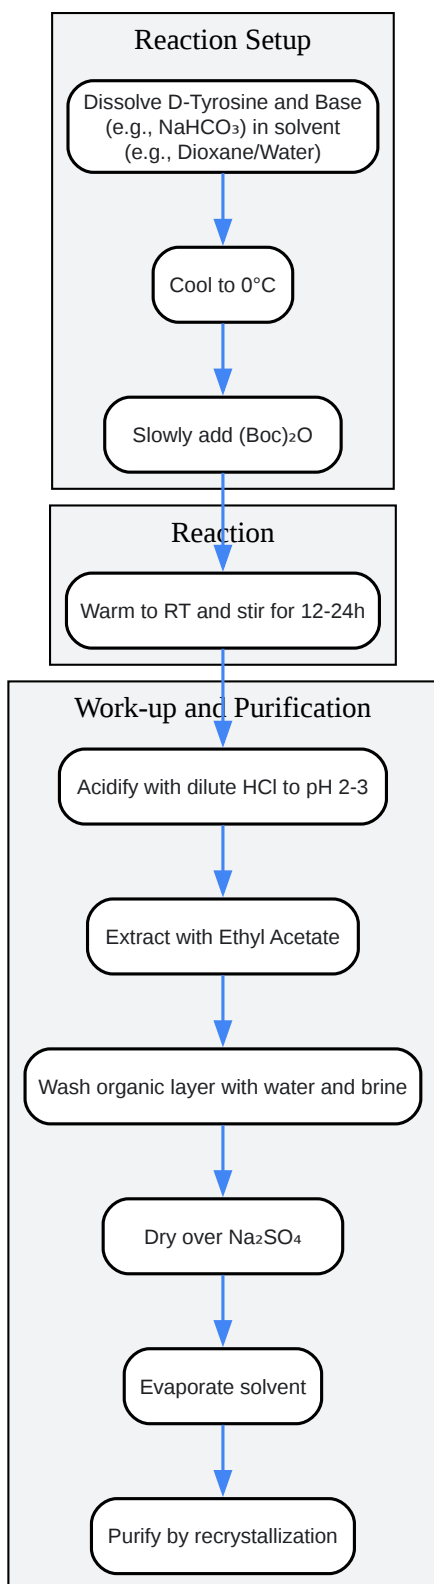 Reaction Setup
Dissolve D-Tyrosine and Base
(e.g., NaHCO₃) in solvent
(e.g., Dioxane/Water)
Cool to 0°C
Slowly add (Boc)₂O
Reaction
Warm to RT and stir for 12-24h
Work-up and Purification
Acidify with dilute HCl to pH 2-3
Extract with Ethyl Acetate
Wash organic layer with water and brine
Dry over Na₂SO₄
Evaporate solvent
Purify by recrystallization